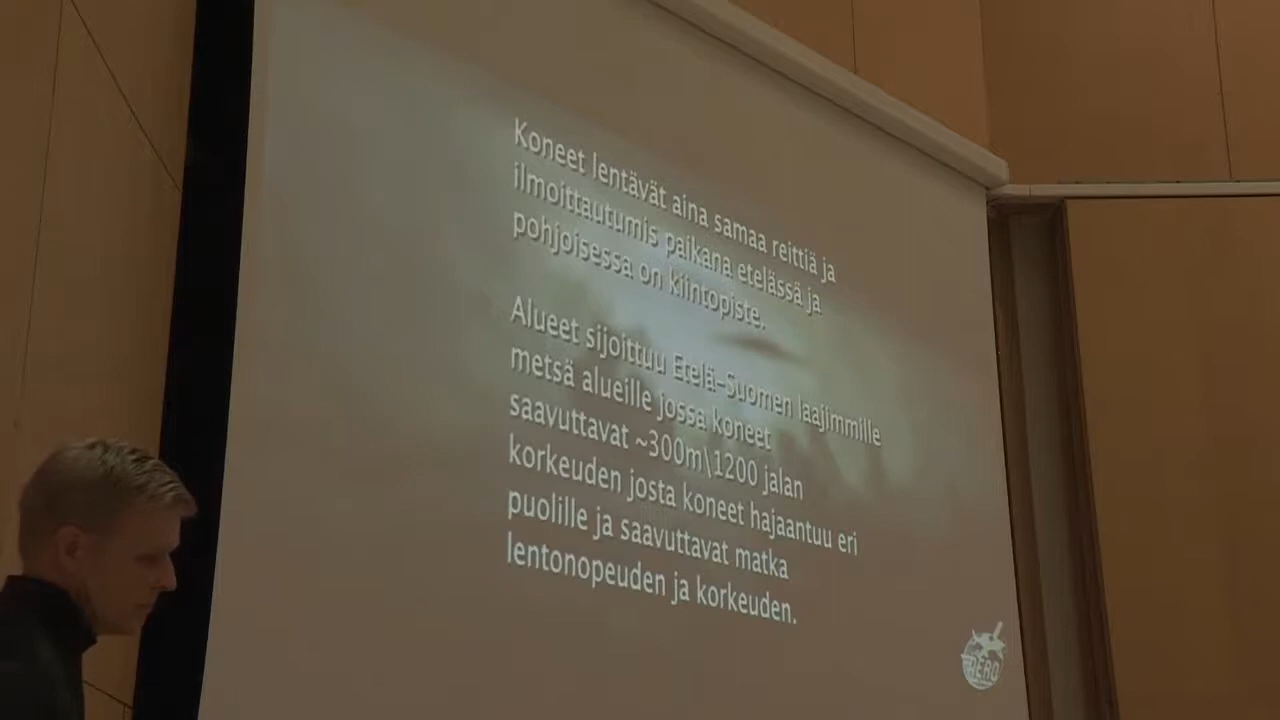 Koneet lentävät aina samaa reittiä ja
ilmoittautumis paikana etelässä ja
pohjoisessa on kiintopiste.
Alueet sijoittuu Etelä-Suomen laajimmille
metsä alueille jossa koneet
saavuttavat ~300m\1200 jalan
korkeuden josta koneet hajaantuu eri
puolille ja saavuttavat matka
lentonopeuden ja korkeuden.
AERO